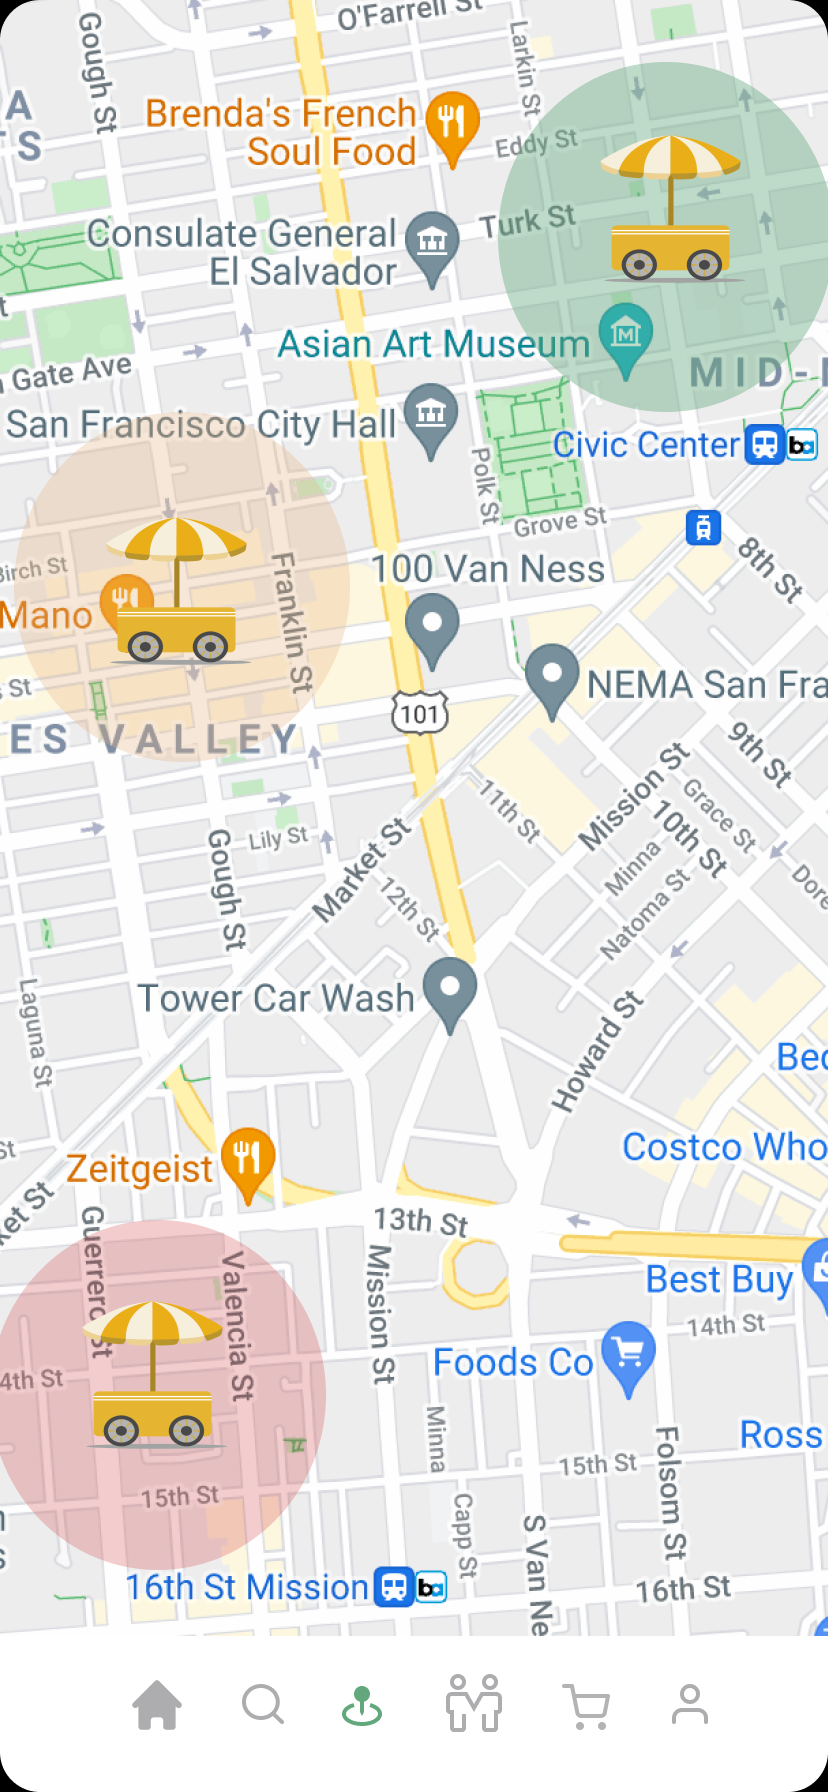 O'Farrell St
Gough St
Larkin St
A
Brenda's French
Soul Food
Eddy St
S
Turk St
Consulate General
El Salvador
Asian Art Museum
Gate Ave
MID-
San Francisco City Hall
Civic Center
ba
Polk St
Grove St
8th St
Birch St
Franklin St
100 Van Ness
Mano
NEMA San Fra
St
101
ES VALLEY
9th St
Mission St
Grace St
11th St
10th St
Lily St
Market St
Minna
Gough St
12th St
Natoma St
Dore
Laguna St
Tower Car Wash
Howard St
Costco Who
St
Zeitgeist
ket St
13th St
Guerrero St
Valencia St
Mission St
Best Buy
14th St
Foods Co
4th St
Minna
Ross
Folsom St
15th St
15th St
Capp St
S Van Ne
16th St Mission
ba
16th St